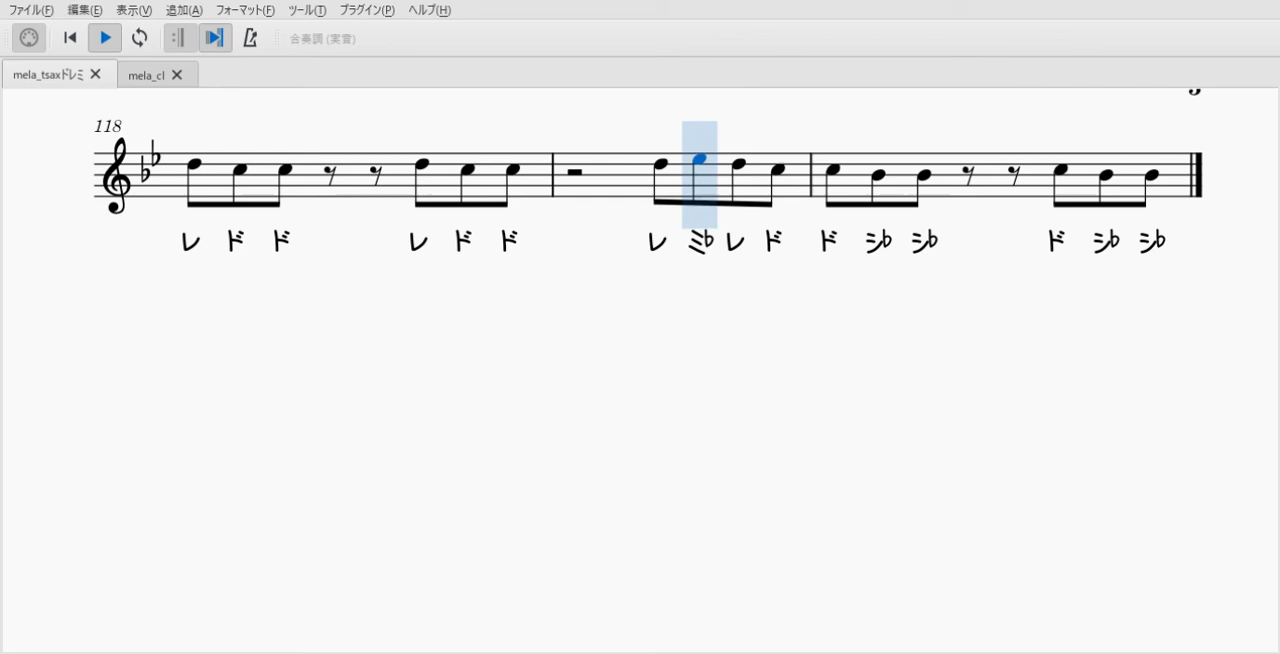 ファイル(F) 編集(E) 表示(V) 追加(A) フォーマット(F) ツール(T) プラグイン(P) ヘルプ(H)
合奏調 (実音)
mela_tsaxドレミ mela_cl
118
レ ド ド レ ド ド レ ミ♭ レ ド ド シ♭ シ♭ ド シ♭ シ♭